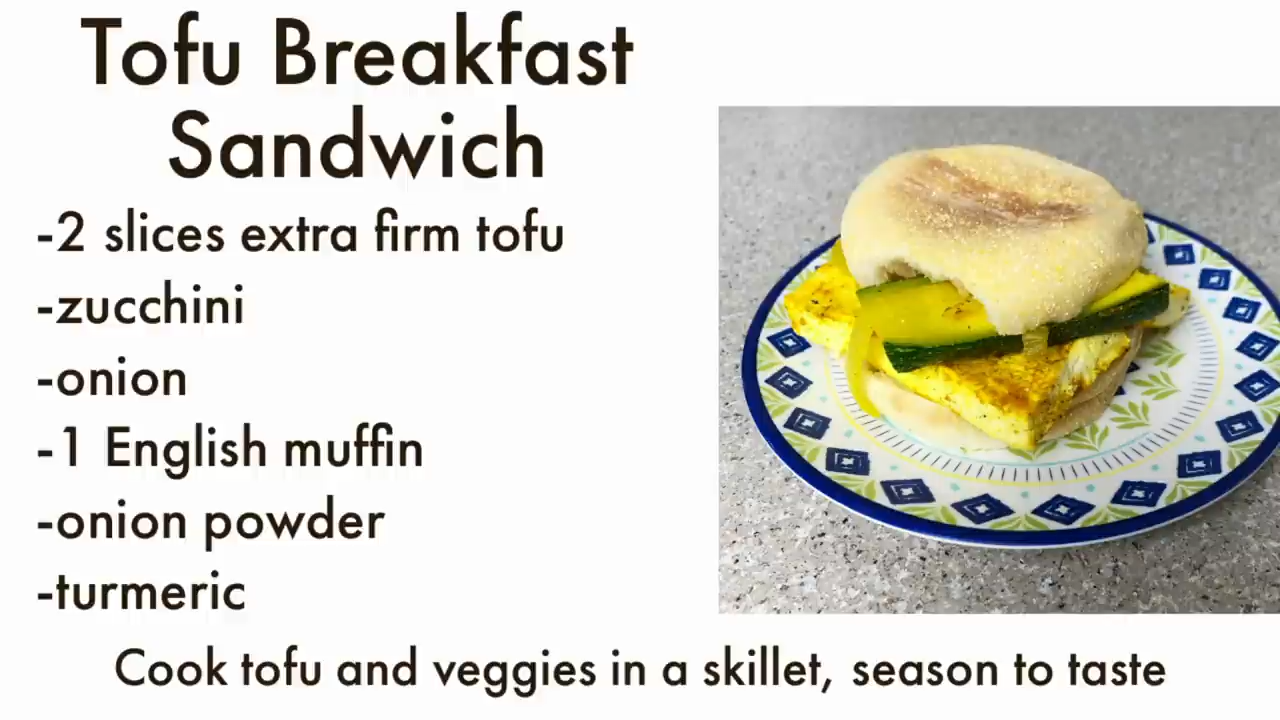 Tofu Breakfast
Sandwich
-2 slices extra firm tofu
-zucchini
-onion
-1 English muffin
-onion powder
-turmeric
Cook tofu and veggies in a skillet, season to taste